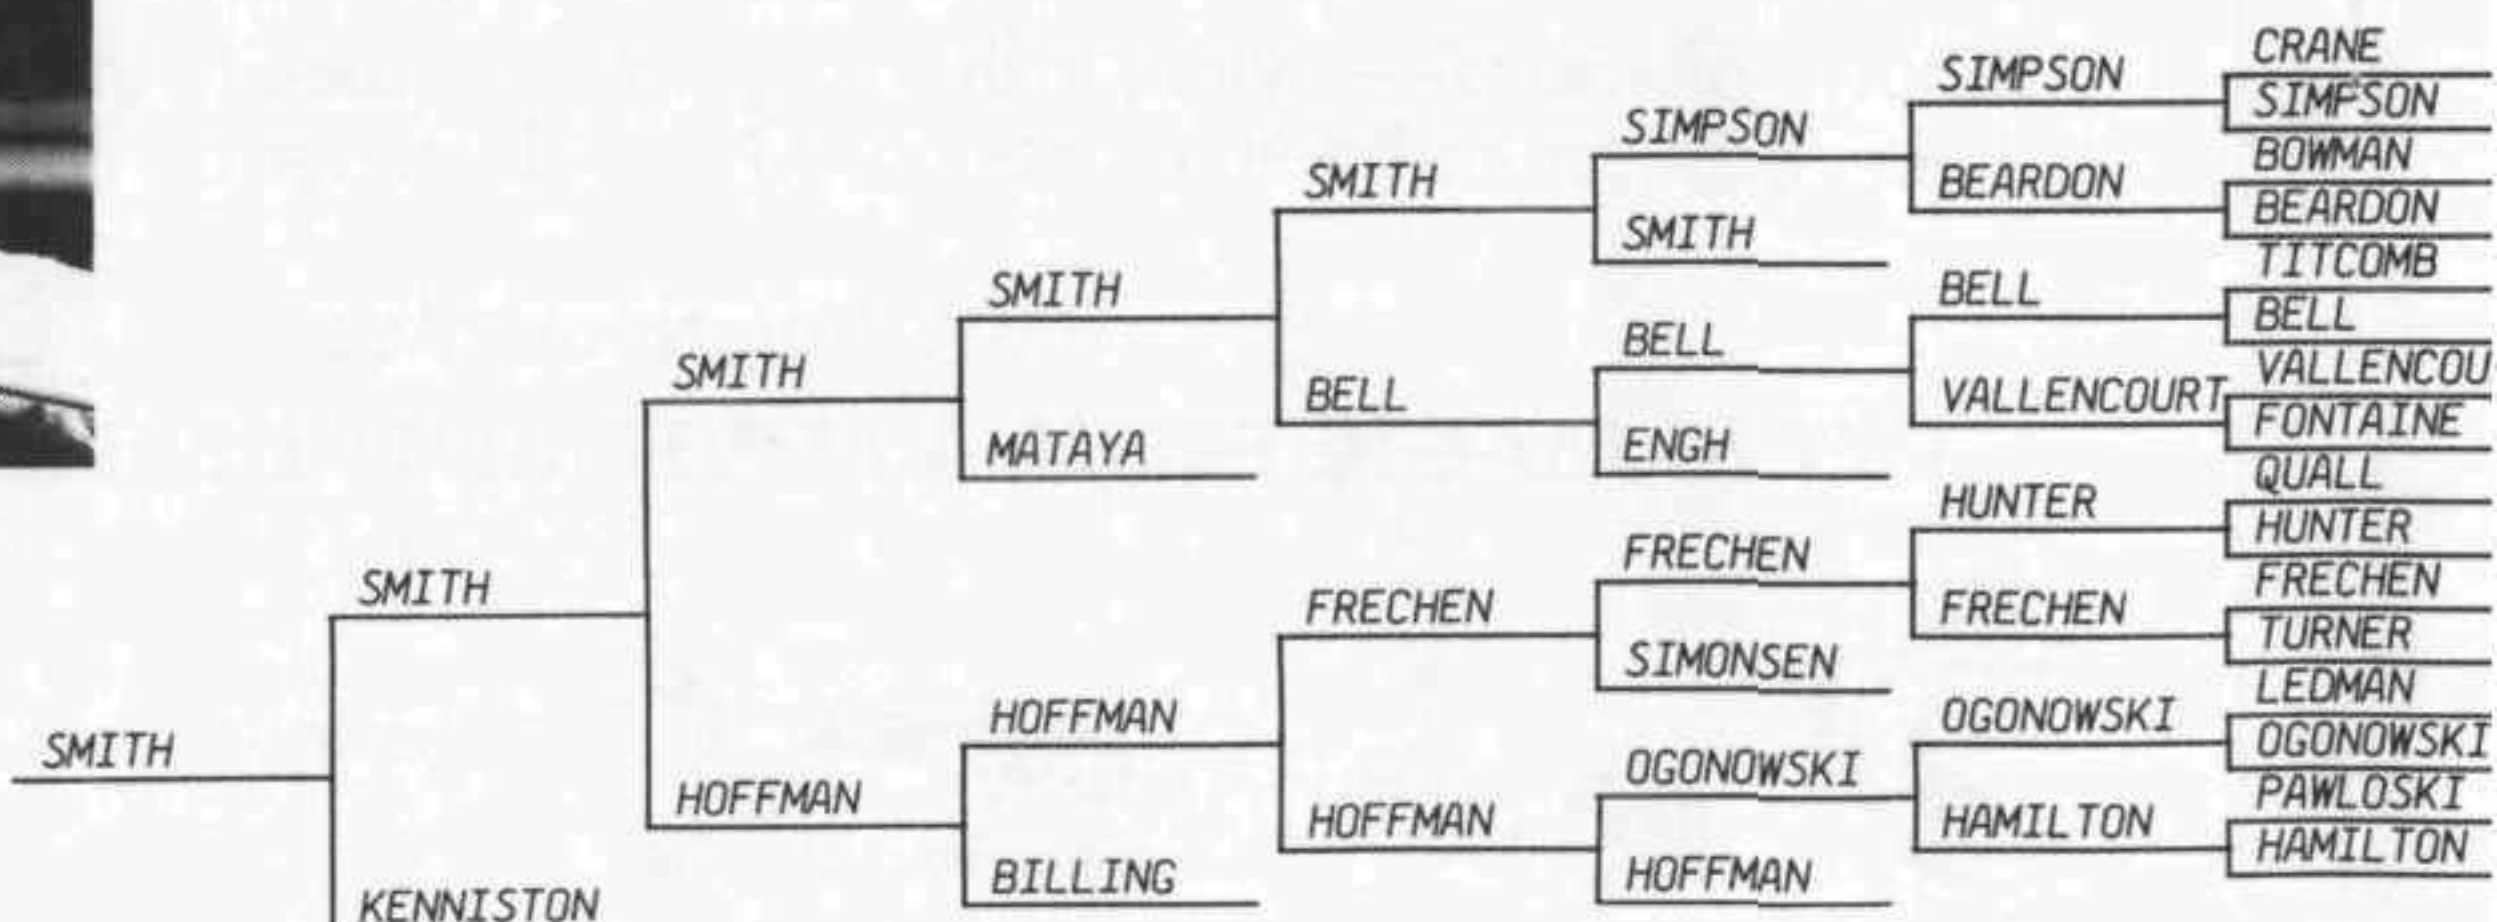 CRANE
SIMPSON
SIMPSON
SIMPSON
BOWMAN
SMITH
BEARDON
BEARDON
SMITH
TITCOMB
SMITH
BELL
BELL
BELL
SMITH
VALLENCOU
BELL
VALLENCOURT
FONTAINE
MATAYA
ENGH
QUALL
HUNTER
HUNTER
FRECHEN
FRECHEN
SMITH
FRECHEN
FRECHEN
TURNER
SIMONSEN
LEDMAN
HOFFMAN
OGONOWSKI
OGONOWSKI
SMITH
OGONOWSKI
PAWLOSKI
HOFFMAN
HOFFMAN
HAMILTON
HAMILTON
BILLING
HOFFMAN
KENNISTON